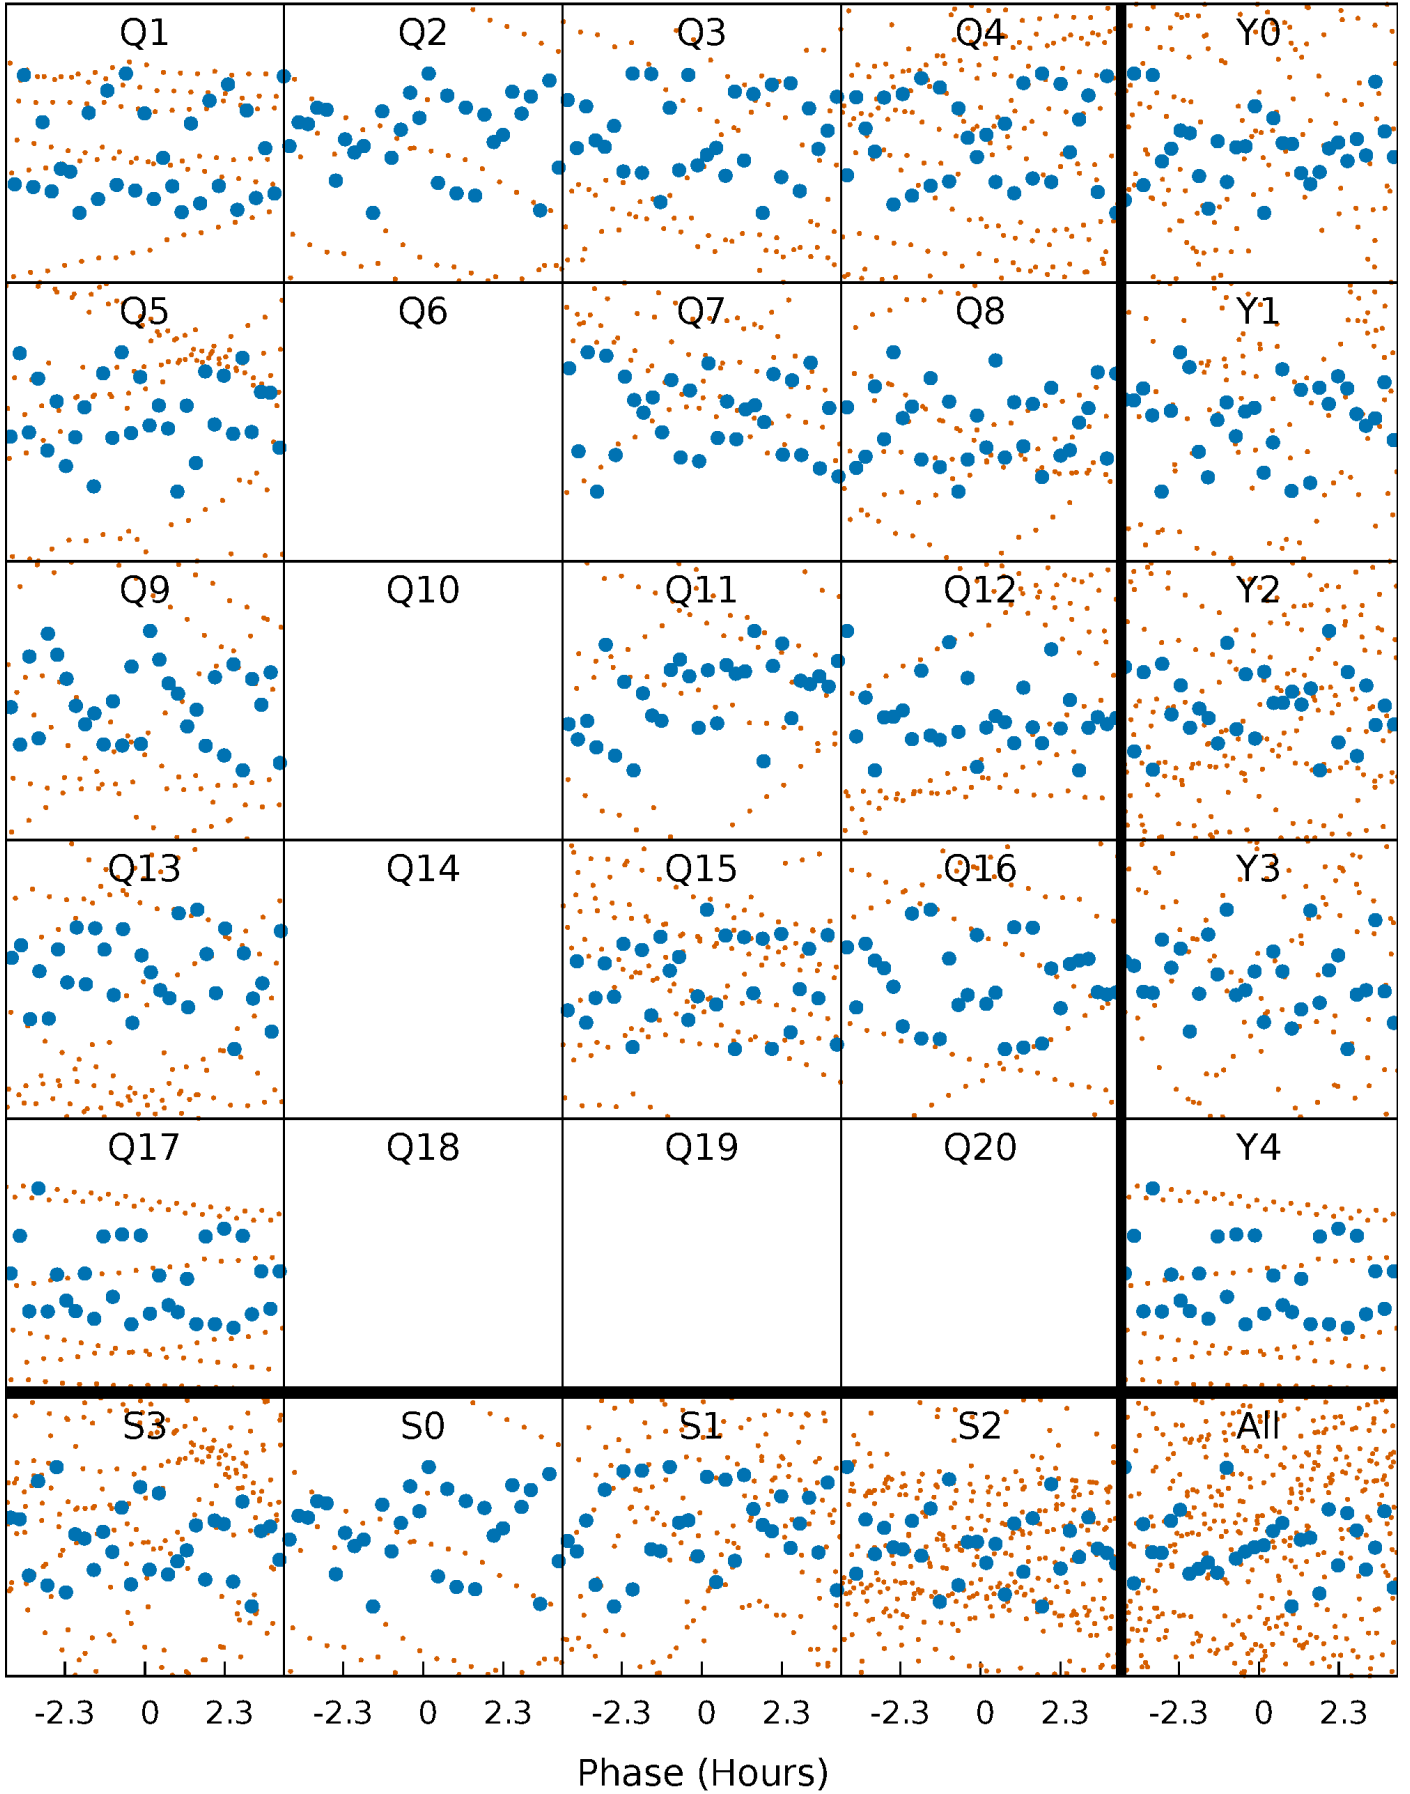 Q1 Q2 Q3 Q4 Y0
Q5 Q6 Q7 Q8 Y1
Q9 Q10 Q11 Q12 Y2
Q13 Q14 Q15 Q16 Y3
Q17 Q18 Q19 Q20 Y4
S3 S0 S1 S2 All
-2.3 0 2.3 -2.3 0 2.3 -2.3 0 2.3 -2.3 0 2.3 -2.3 0 2.3
Phase (Hours)